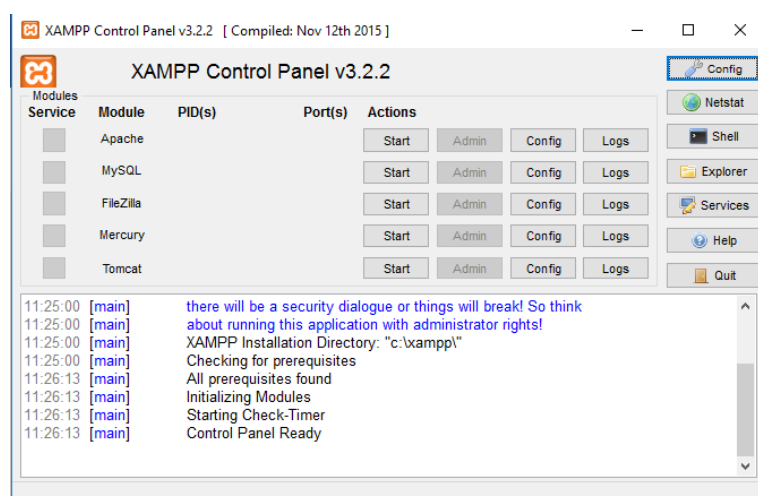 XAMPP Control Panel v3.2.2 [ Compiled: Nov 12th 2015 ]
XAMPP Control Panel v3.2.2
Config
Modules
Service Module PID(s) Port(s) Actions
Netstat
Apache Start Admin Config Logs
Shell
MySQL Start Admin Config Logs
Explorer
FileZilla Start Admin Config Logs
Services
Mercury Start Admin Config Logs
Help
Tomcat Start Admin Config Logs
Quit
11:25:00 [main] there will be a security dialogue or things will break! So think
11:25:00 [main] about running this application with administrator rights!
11:25:00 [main] XAMPP Installation Directory: "c:\xampp\"
11:25:00 [main] Checking for prerequisites
11:26:13 [main] All prerequisites found
11:26:13 [main] Initializing Modules
11:26:13 [main] Starting Check-Timer
11:26:13 [main] Control Panel Ready